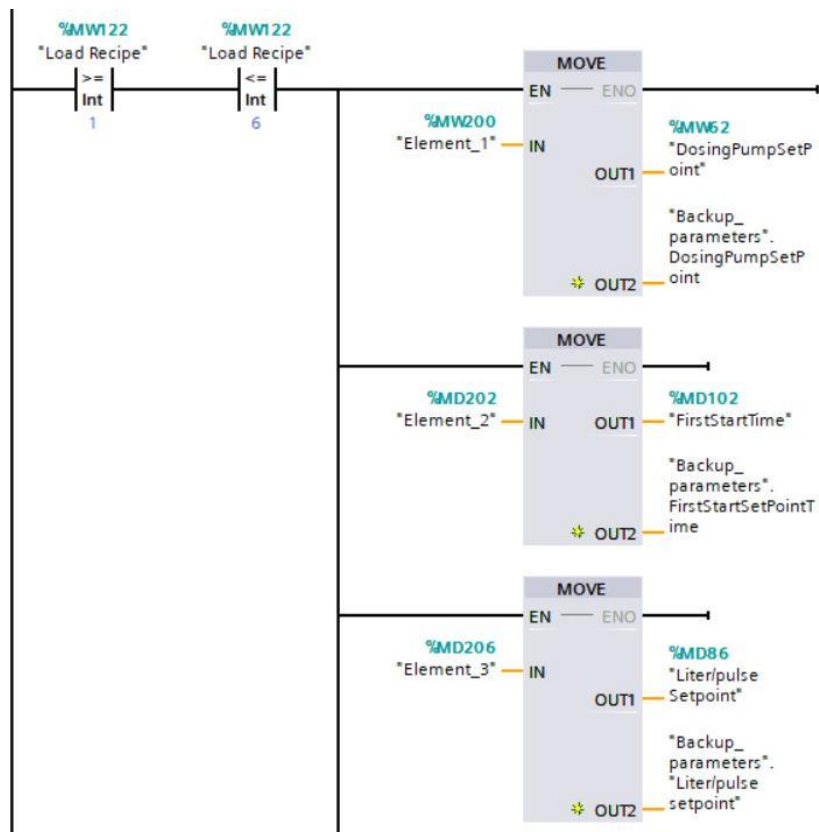 %MW122
"Load Recipe"
>=
Int
1
%MW122
"Load Recipe"
<=
Int
6
MOVE
EN
ENO
%MW200
"Element_1"
IN
%MW62
"DosingPumpSetP
oint"
OUT1
"Backup_
parameters".
DosingPumpSetP
oint
OUT2
MOVE
EN
ENO
%MD202
"Element_2"
IN
%MD102
"FirstStartTime"
OUT1
"Backup_
parameters".
FirstStartSetPointT
ime
OUT2
MOVE
EN
ENO
%MD206
"Element_3"
IN
%MD86
"Liter/pulse
Setpoint"
OUT1
"Backup_
parameters".
"Liter/pulse
setpoint"
OUT2